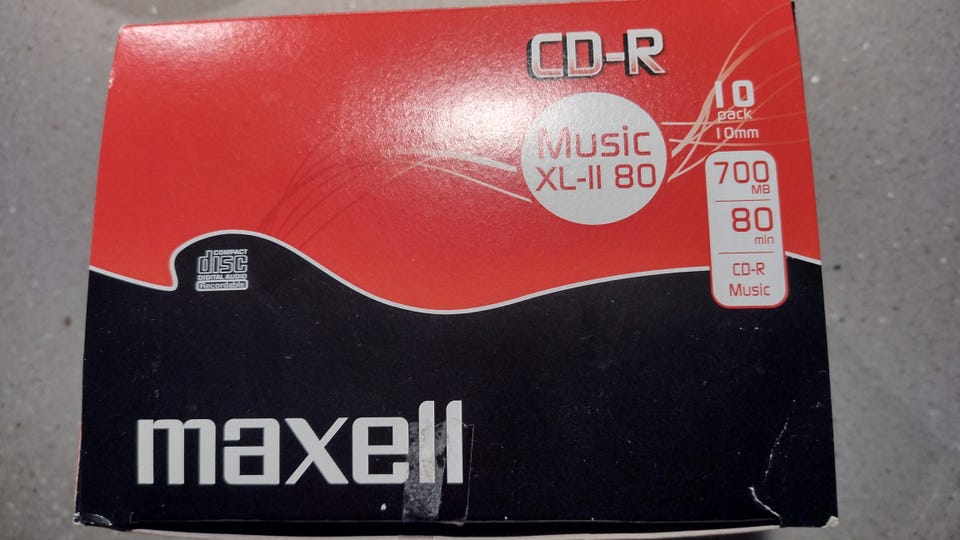 CD-R
Music
XL-II 80
10
pack
10mm
700
MB
80
min
CD-R
Music
COMPACT
disc
DIGITAL AUDIO
Recordable
maxell